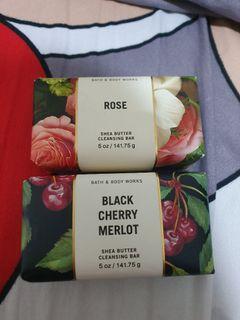 BATH & BODY WORKS
ROSE
SHEA BUTTER
CLEANSING BAR
5 oz / 141.75 g
BATH & BODY WORKS
BLACK
CHERRY
MERLOT
SHEA BUTTER
CLEANSING BAR
5 oz / 141.75 g